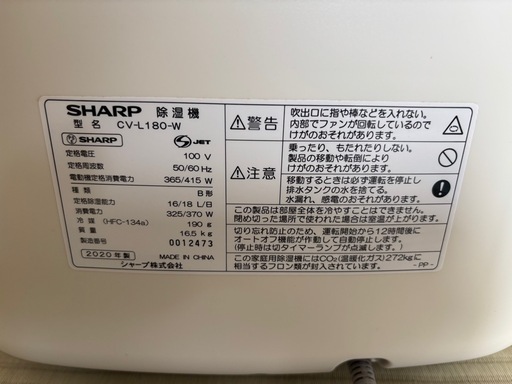 SHARP 除湿機
型 名 CV-L180-W
SHARP
S JET
定格電圧 100 V
定格周波数 50/60 Hz
電動機定格消費電力 365/415 W
種 類 B形
定格除湿能力 16/18 L/日
消費電力 325/370 W
冷 媒 (HFC-134a) 190 g
質 量 16.5 kg
製造番号 0012473
2020年製
MADE IN CHINA
シャープ株式会社
警告
吹出口に指や棒などを入れない。
内部でファンが回転しているので
けがのおそれがあります。
注意
乗ったり、もたれたりしない。
製品の移動や転倒により
けがのおそれがあります。
移動するときは必ず運転を停止し
排水タンクの水を捨てる。
水漏れ、感電のおそれがあります。
この製品は部屋全体を冷やすことはできません。
閉め切った場所で使用された場合は室温が上がります。
切り忘れ防止のため、運転開始から12時間後に
オートオフ機能が作動して自動停止します。
(停止時は切タイマーランプが点滅します。)
この家庭用除湿機にはCO₂(温暖化ガス)272kgに
相当するフロン類が封入されています。
-PP-